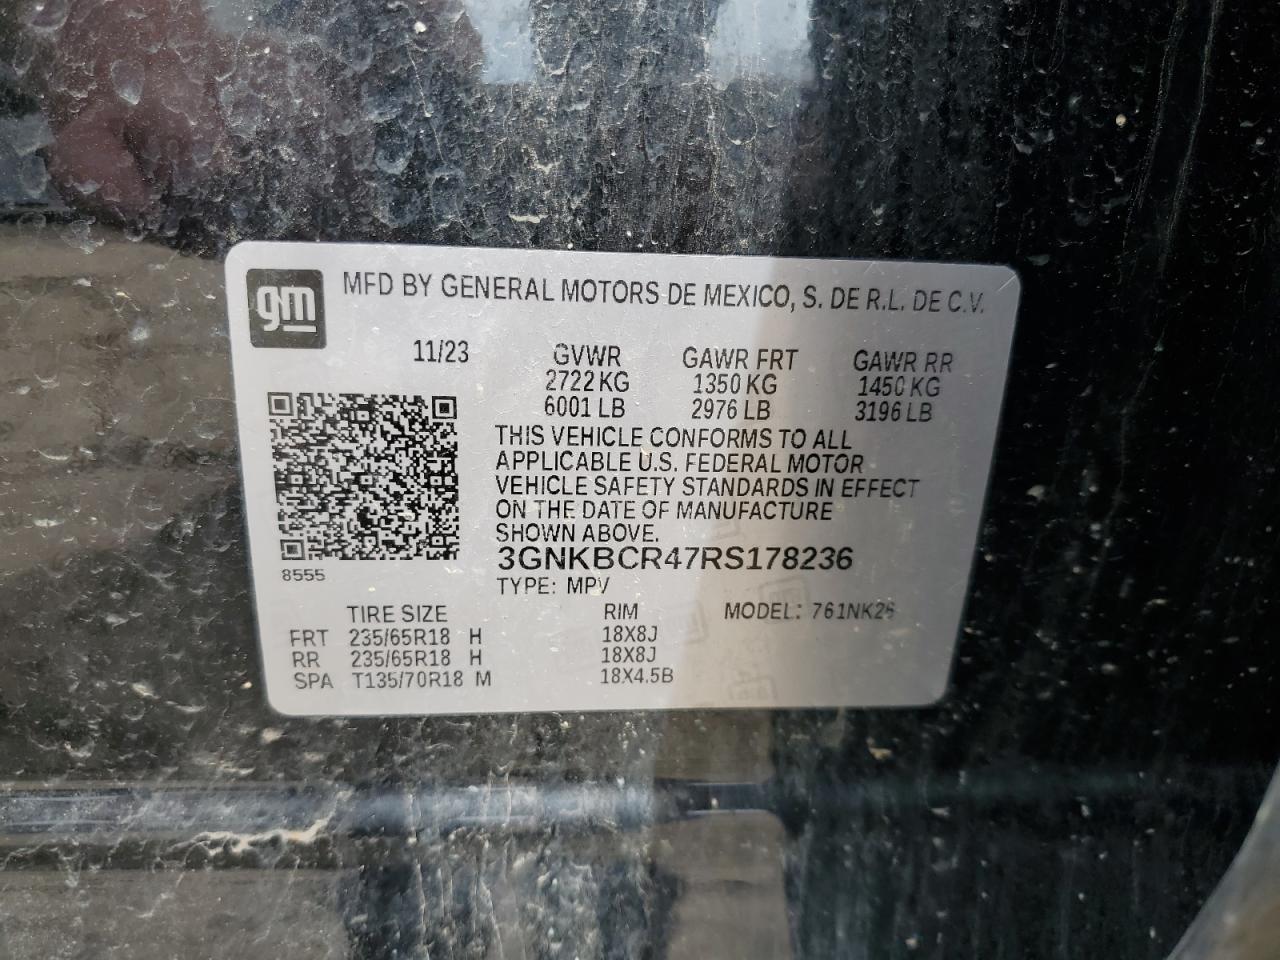 gm
MFD BY GENERAL MOTORS DE MEXICO, S. DE R.L. DE C.V.
11/23 GVWR GAWR FRT GAWR RR
2722 KG 1350 KG 1450 KG
6001 LB 2976 LB 3196 LB
THIS VEHICLE CONFORMS TO ALL
APPLICABLE U.S. FEDERAL MOTOR
VEHICLE SAFETY STANDARDS IN EFFECT
ON THE DATE OF MANUFACTURE
SHOWN ABOVE.
3GNKBCR47RS178236
8555
TYPE: MPV
TIRE SIZE RIM MODEL: 761NK26
FRT 235/65R18 H 18X8J
RR 235/65R18 H 18X8J
SPA T135/70R18 M 18X4.5B